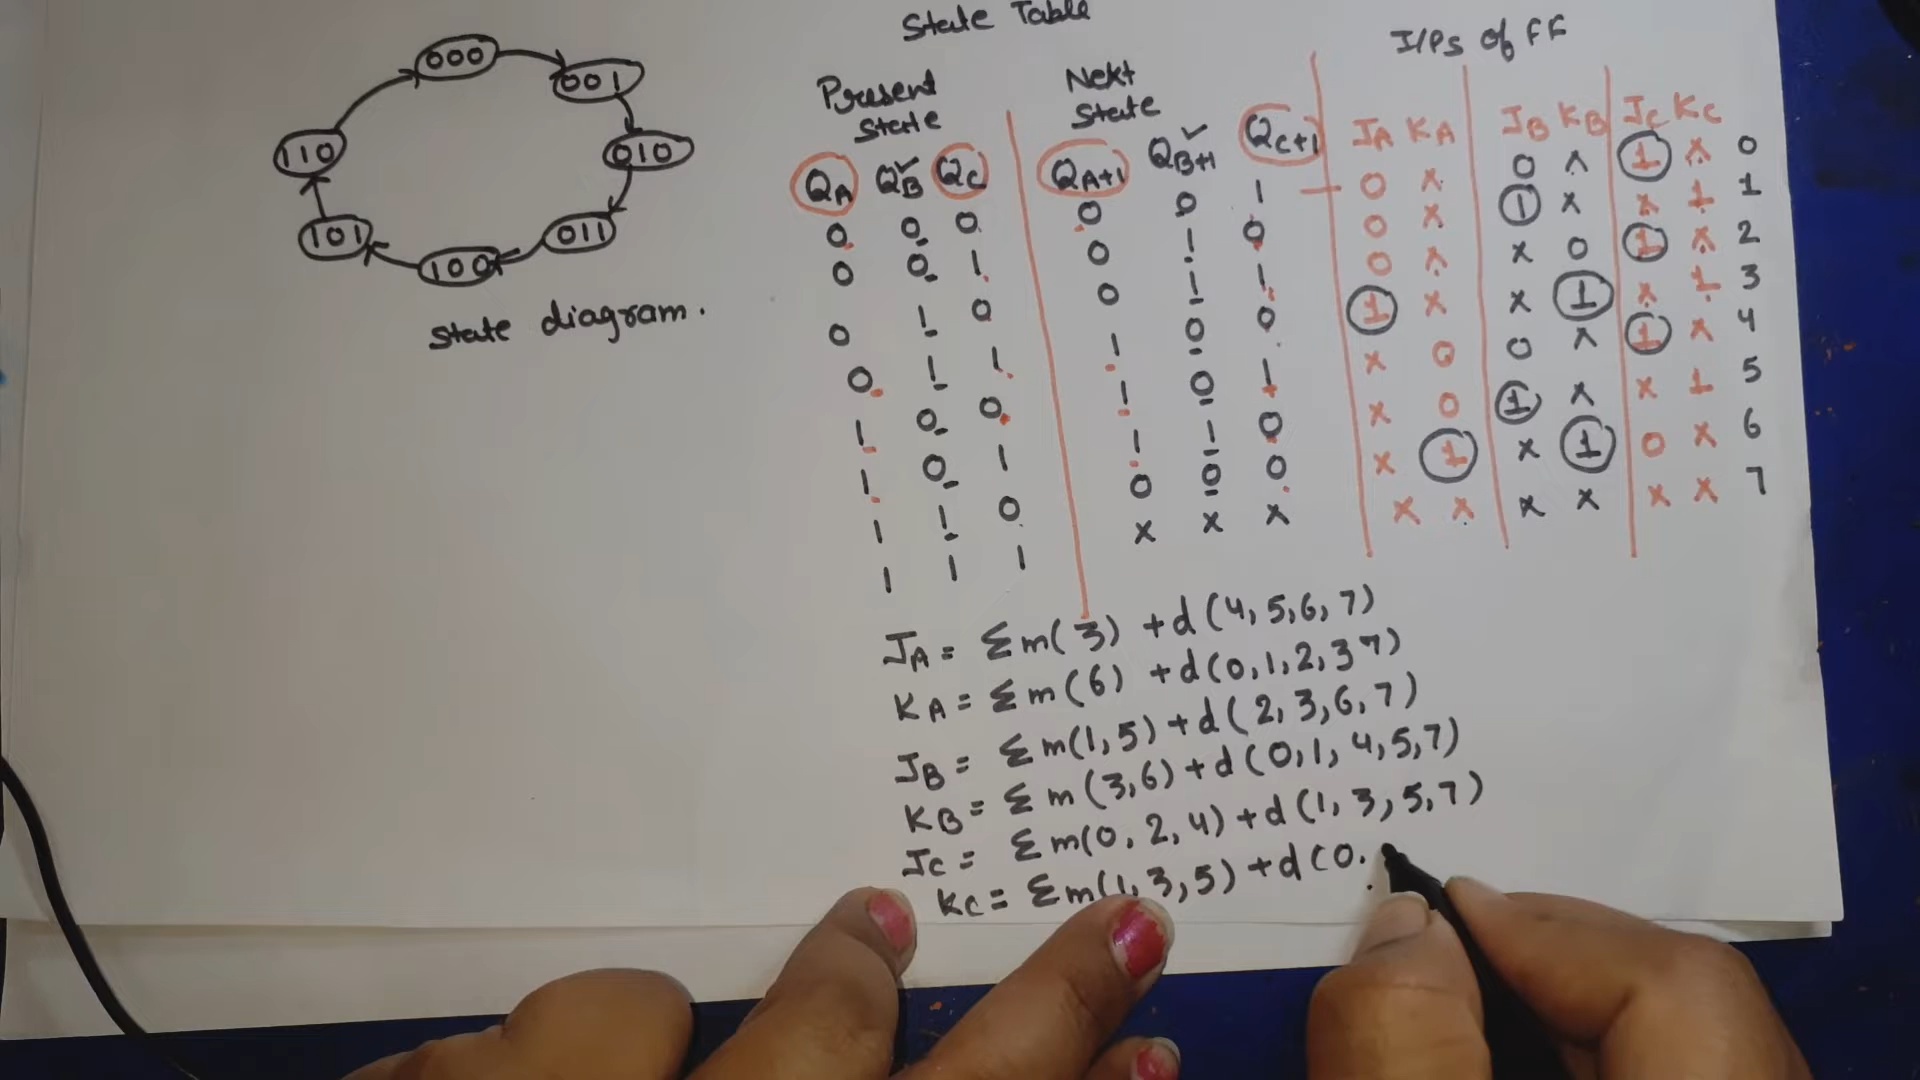 State Table
I/Ps of FF
000
001
010
011
100
101
110
State diagram.
Present State
Next State
QA QB QC QA+1 QB+1 QC+1 JA KA JB KB JC KC
0 0 0 0 0 1 0 x 0 x 1 x 0
0 0 1 0 1 0 0 x 1 x x 1 1
0 1 0 0 1 1 0 x x 0 1 x 2
0 1 1 1 0 0 1 x x 1 x 1 3
1 0 0 1 0 1 x 0 0 x 1 x 4
1 0 1 1 1 0 x 0 1 x x 1 5
1 1 0 0 0 0 x 1 x 1 0 x 6
1 1 1 x x x x x x x x x 7
JA = Σm(3) + d(4,5,6,7)
KA = Σm(6) + d(0,1,2,3 7)
JB = Σm(1,5) + d(2,3,6,7)
KB = Σm(3,6) + d(0,1,4,5,7)
JC = Σm(0,2,4) + d(1,3,5,7)
KC = Σm(1,3,5) + d(0.